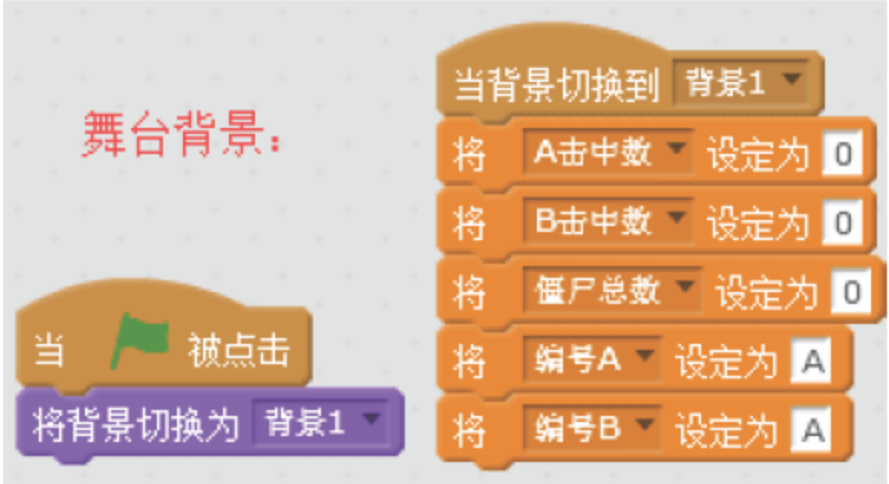 舞台背景：
当 被点击
将背景切换为 背景1
当背景切换到 背景1
将 A击中数 设定为 0
将 B击中数 设定为 0
将 僵尸总数 设定为 0
将 编号A 设定为 A
将 编号B 设定为 A